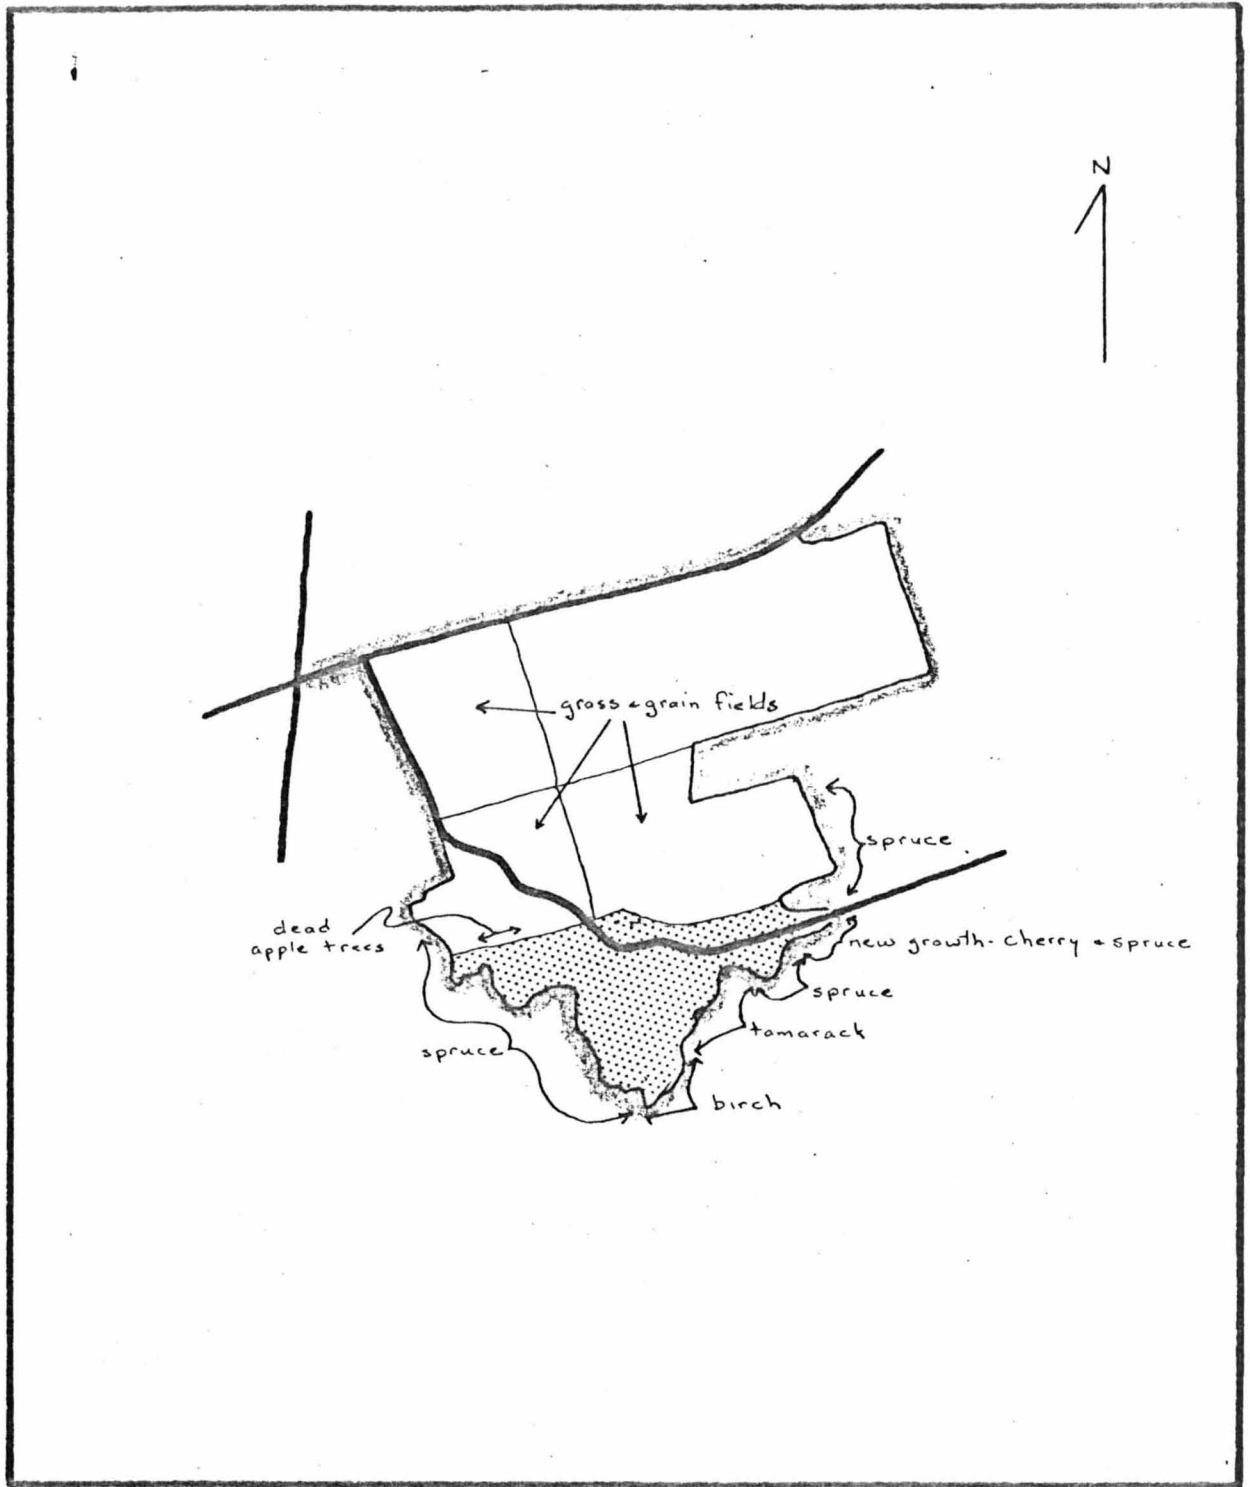 N
grass & grain fields
spruce
dead
apple trees
new growth - cherry & spruce
spruce
tamarack
spruce
birch